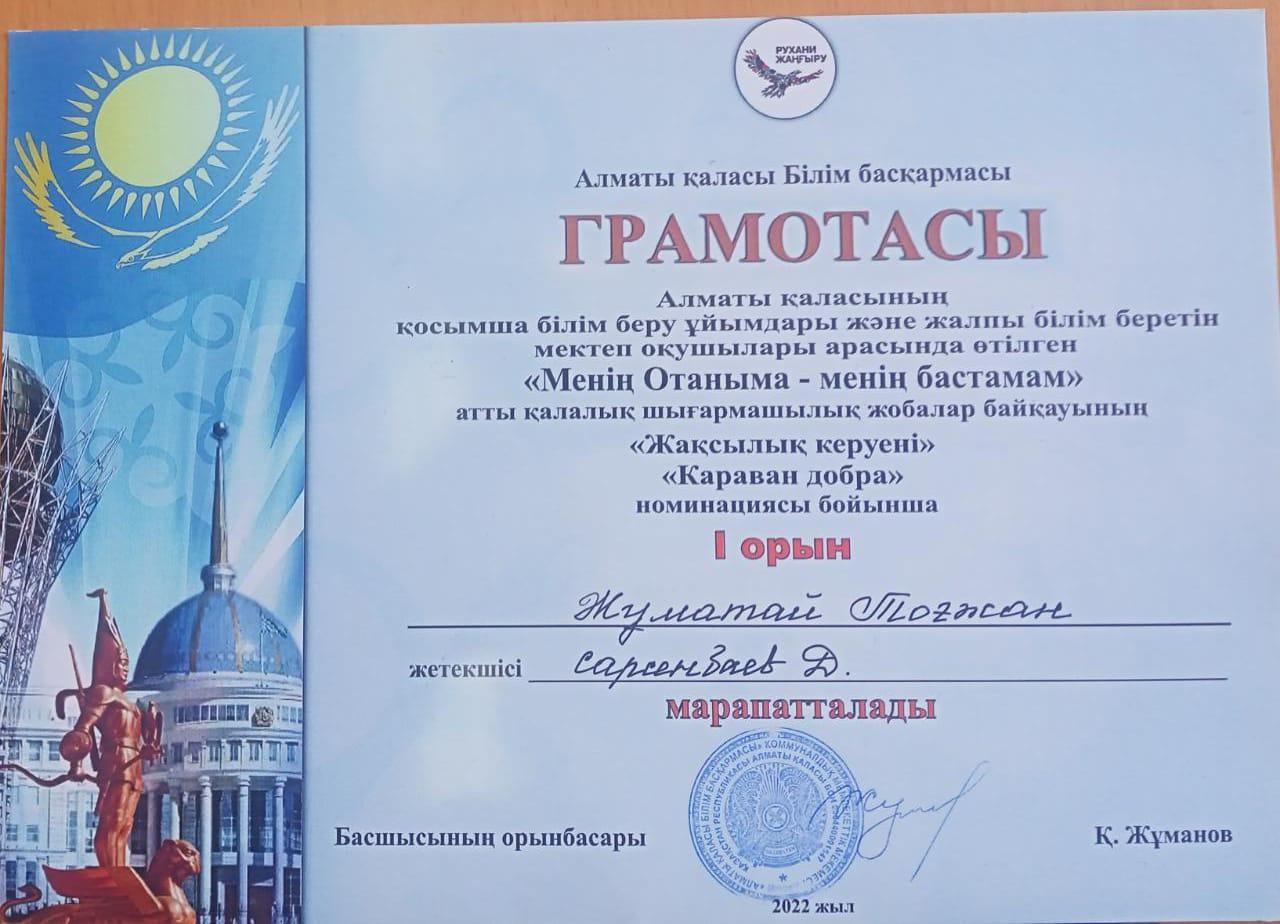 РУХАНИ
ЖАҢҒЫРУ
Алматы қаласы Білім басқармасы
ГРАМОТАСЫ
Алматы қаласының
қосымша білім беру ұйымдары және жалпы білім беретін
мектеп оқушылары арасында өтілген
«Менің Отаныма - менің бастамам»
атты қалалық шығармашылық жобалар байқауының
«Жақсылық керуені»
«Караван добра»
номинациясы бойынша
I орын
Жұматай Тоғжан
жетекшісі Сарсенбаев Д.
марапатталады
Басшысының орынбасары
Қ. Жұманов
2022 жыл